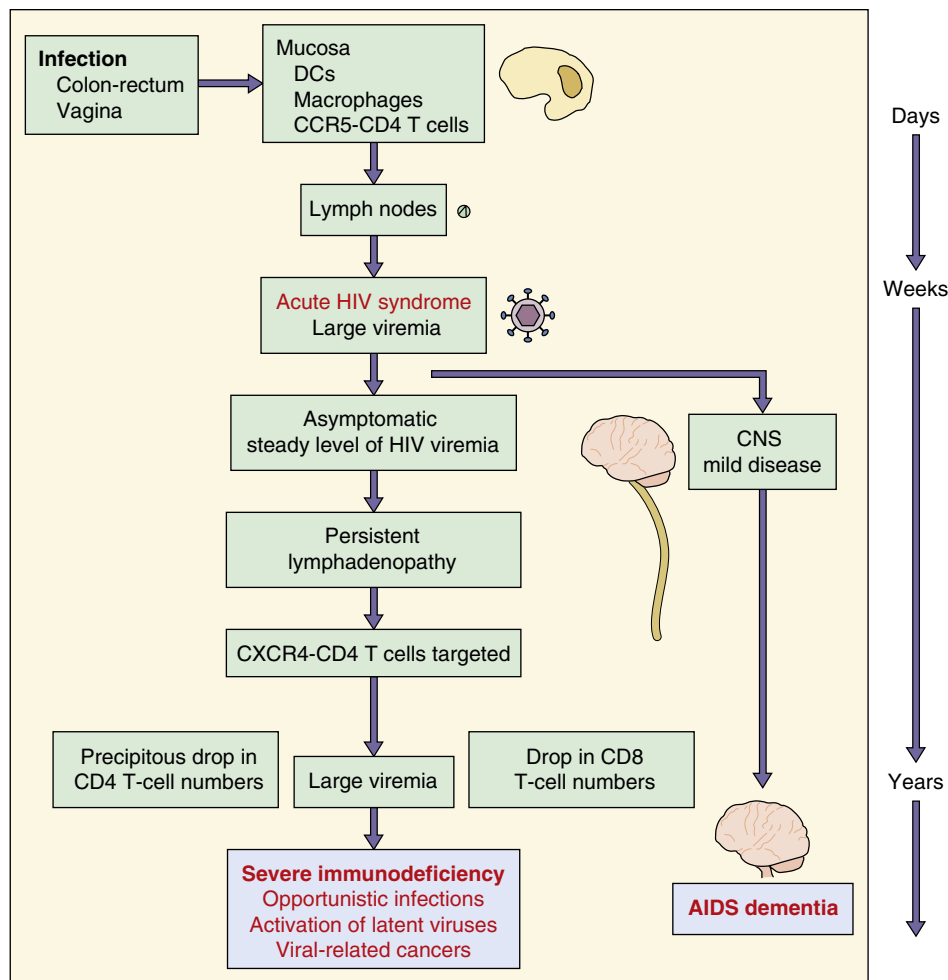 Infection
Colon-rectum
Vagina
Mucosa
DCs
Macrophages
CCR5-CD4 T cells
Days
Lymph nodes
Weeks
Acute HIV syndrome
Large viremia
Asymptomatic
steady level of HIV viremia
CNS
mild disease
Persistent
lymphadenopathy
CXCR4-CD4 T cells targeted
Precipitous drop in
CD4 T-cell numbers
Large viremia
Drop in CD8
T-cell numbers
Years
Severe immunodeficiency
Opportunistic infections
Activation of latent viruses
Viral-related cancers
AIDS dementia